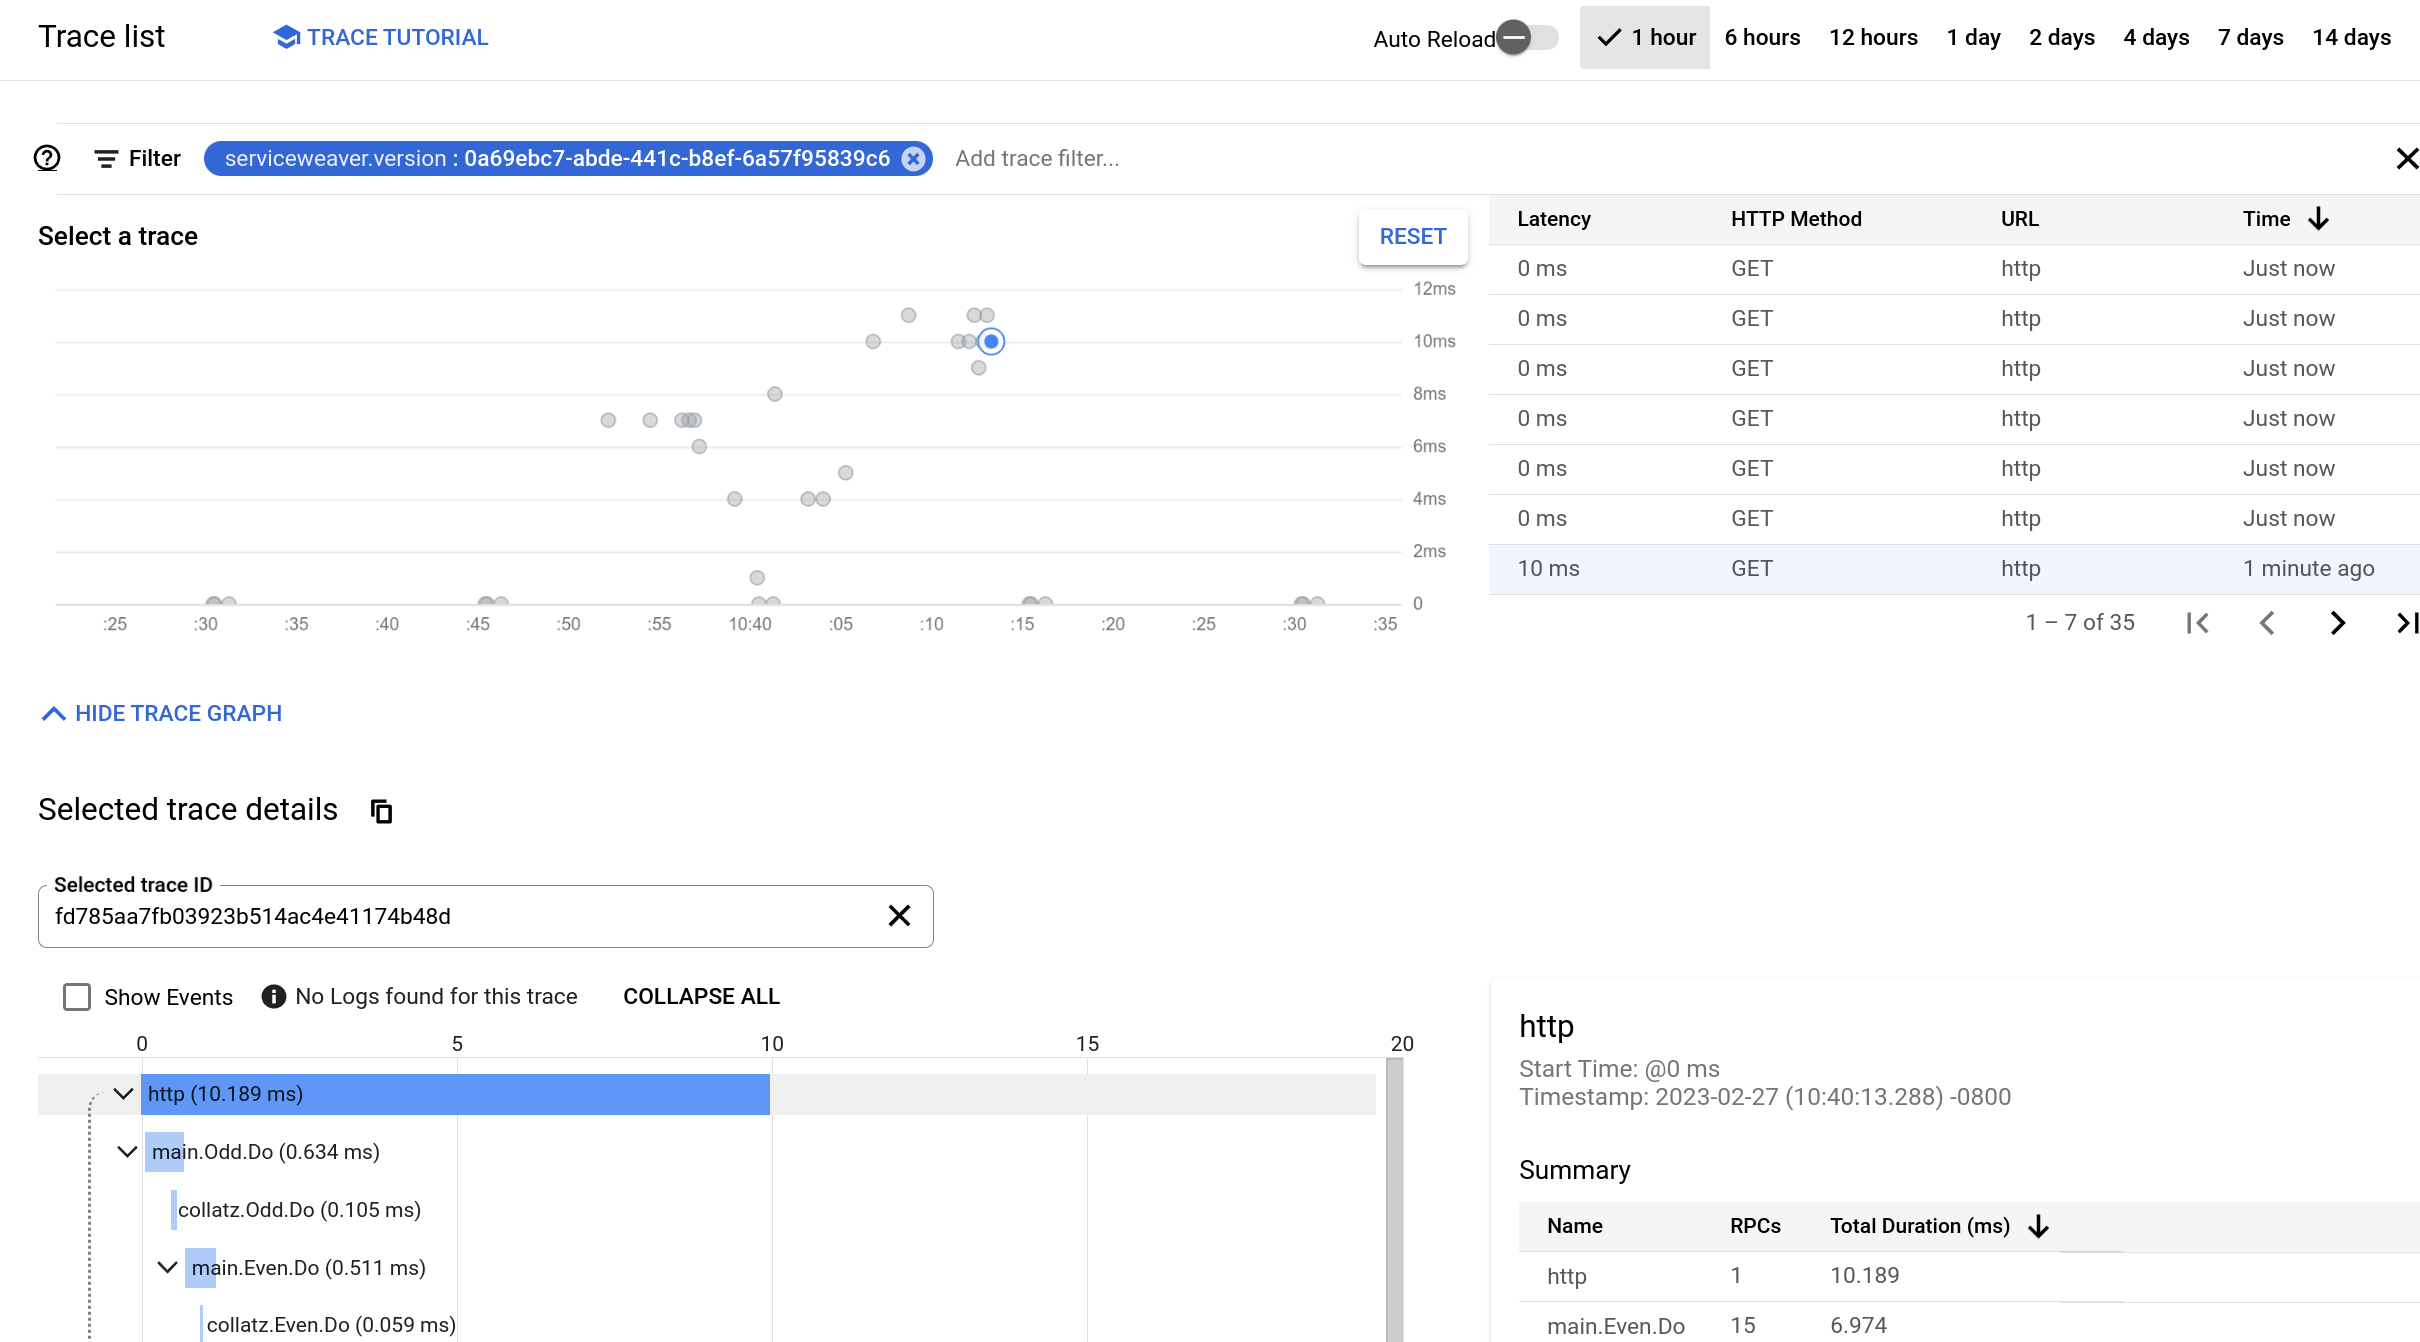 Trace list
TRACE TUTORIAL
Auto Reload
1 hour
6 hours
12 hours
1 day
2 days
4 days
7 days
14 days
Filter
serviceweaver.version : 0a69ebc7-abde-441c-b8ef-6a57f95839c6
Add trace filter...
Select a trace
RESET
12ms
10ms
8ms
6ms
4ms
2ms
0
:25 :30 :35 :40 :45 :50 :55 10:40 :05 :10 :15 :20 :25 :30 :35
Latency HTTP Method URL Time
0 ms GET http Just now
0 ms GET http Just now
0 ms GET http Just now
0 ms GET http Just now
0 ms GET http Just now
0 ms GET http Just now
10 ms GET http 1 minute ago
1 – 7 of 35
HIDE TRACE GRAPH
Selected trace details
Selected trace ID
fd785aa7fb03923b514ac4e41174b48d
Show Events
No Logs found for this trace
COLLAPSE ALL
0 5 10 15 20
http (10.189 ms)
main.Odd.Do (0.634 ms)
collatz.Odd.Do (0.105 ms)
main.Even.Do (0.511 ms)
collatz.Even.Do (0.059 ms)
http
Start Time: @0 ms
Timestamp: 2023-02-27 (10:40:13.288) -0800
Summary
Name RPCs Total Duration (ms)
http 1 10.189
main.Even.Do 15 6.974